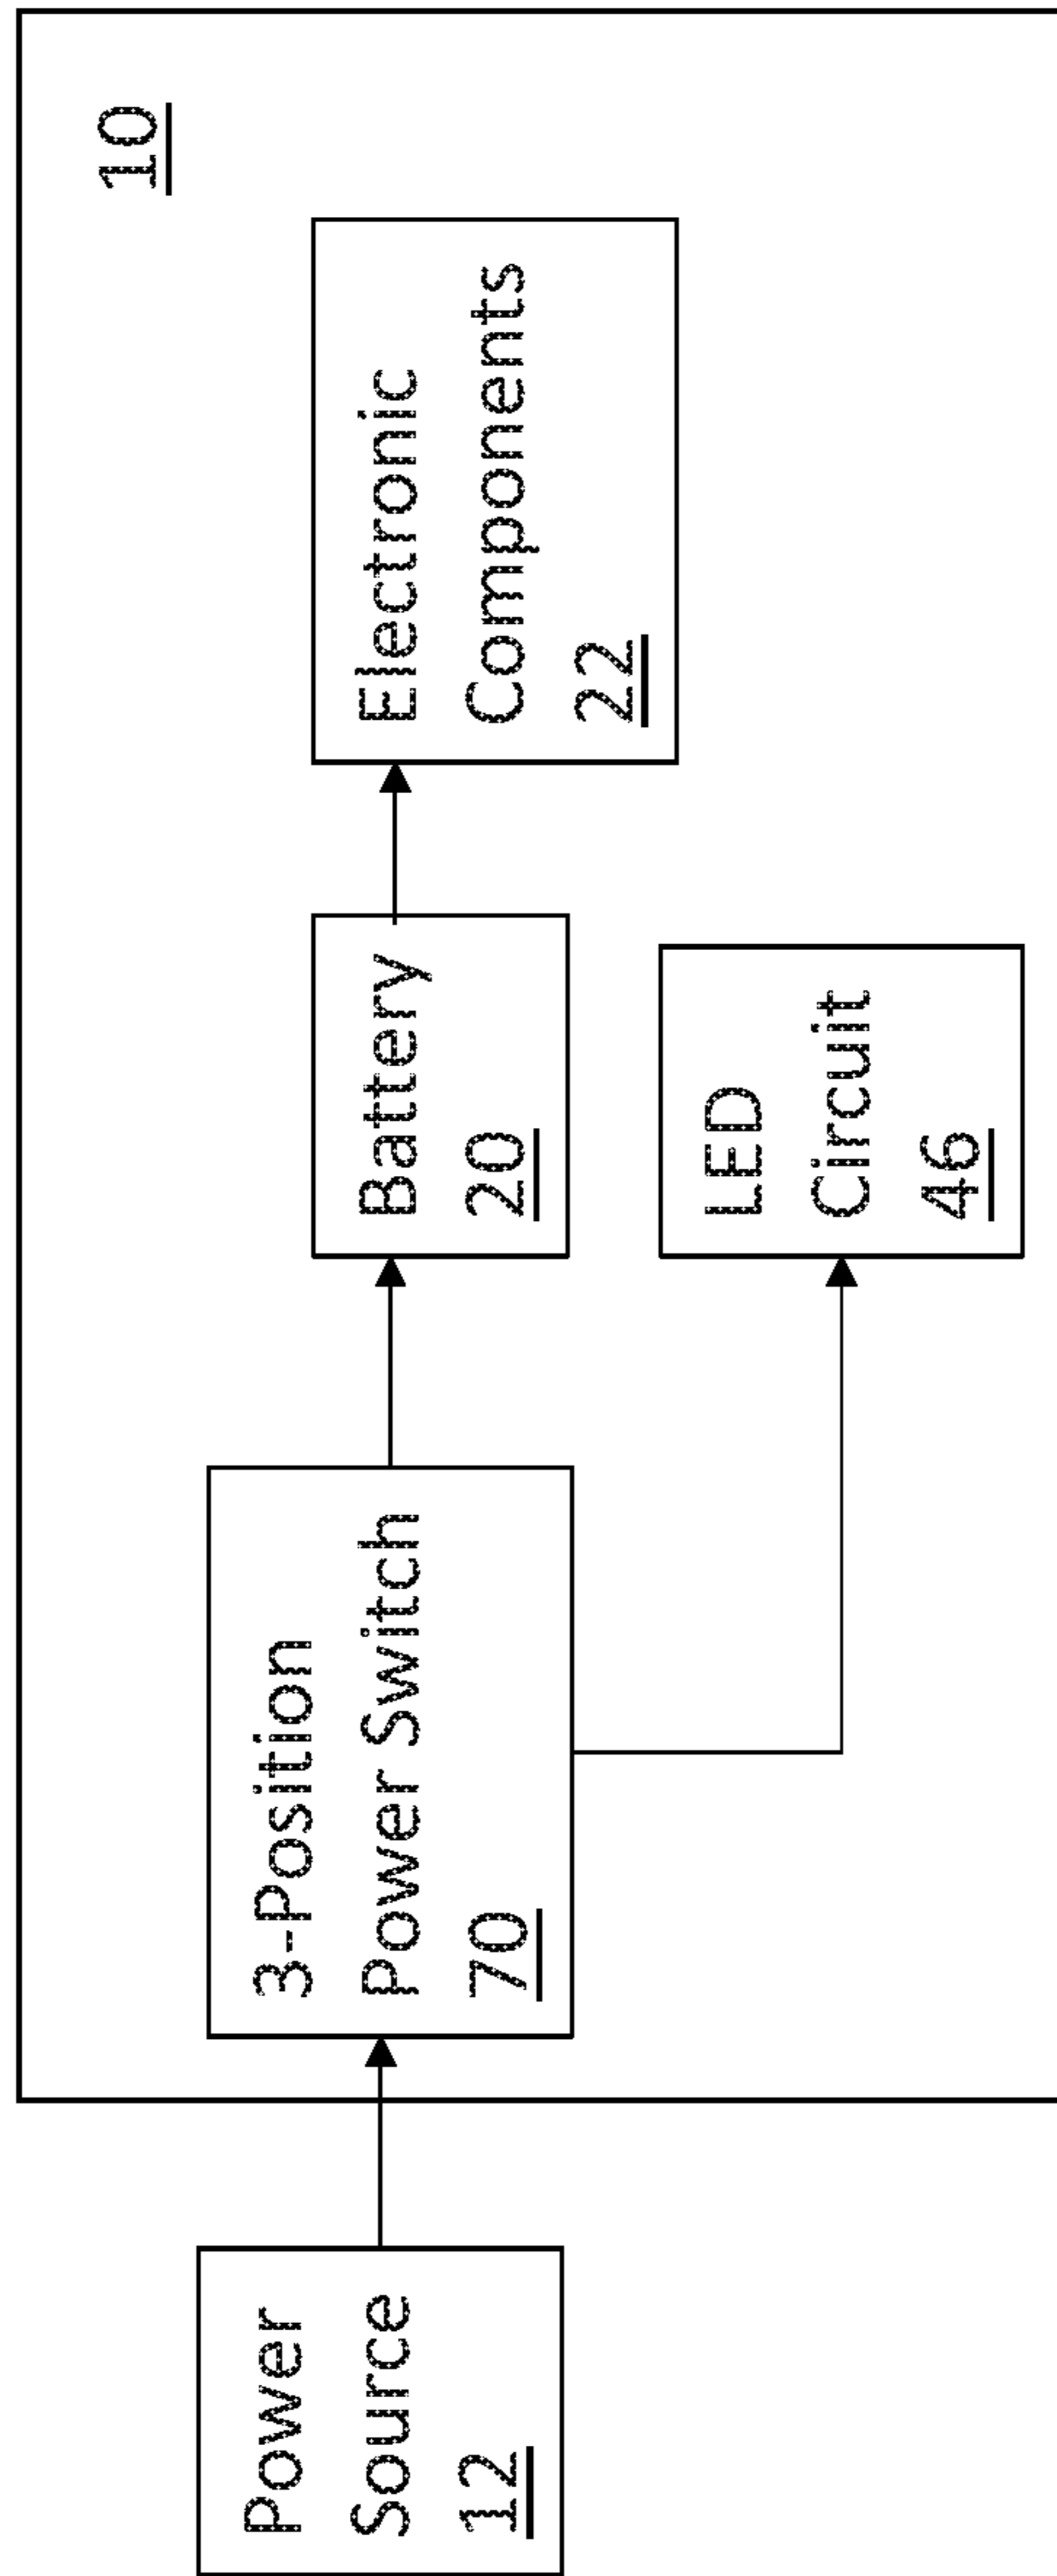 10
Power
Source
12
3-Position
Power Switch
70
Battery
20
Electronic
Components
22
LED
Circuit
46